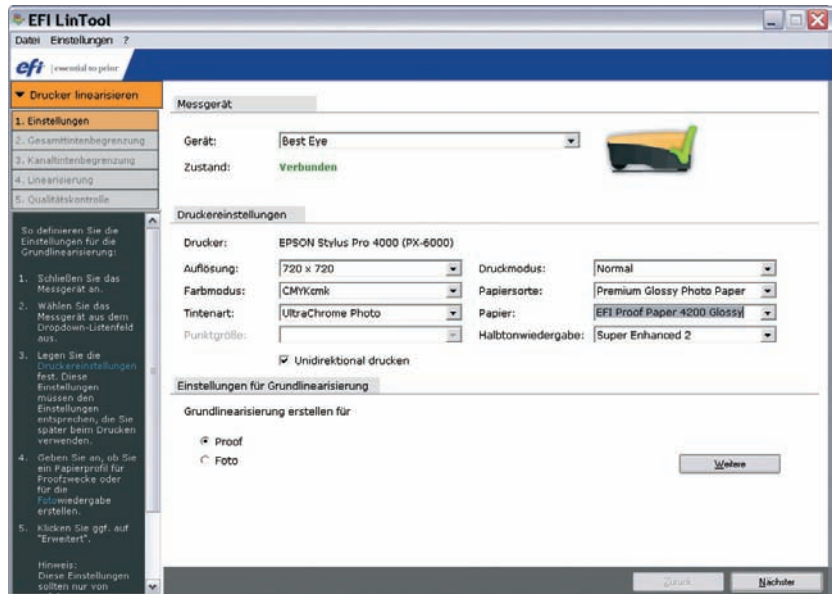 EFI LinTool
Datei Einstellungen ?
efi essential to print
Drucker linearisieren
1. Einstellungen
2. Gesamttintenbegrenzung
3. Kanaltintenbegrenzung
4. Linearisierung
5. Qualitätskontrolle
So definieren Sie die
Einstellungen für die
Grundlinearisierung:
1. Schließen Sie das
Messgerät an.
2. Wählen Sie das
Messgerät aus dem
Dropdown-Listenfeld
aus.
3. Legen Sie die
Druckereinstellungen
fest. Diese
Einstellungen
müssen den
Einstellungen
entsprechen, die Sie
später beim Drucken
verwenden.
4. Geben Sie an, ob Sie
ein Papierprofil für
Proofzwecke oder
für die
Fotowiedergabe
erstellen.
5. Klicken Sie ggf. auf
"Erweitert".
Hinweis:
Diese Einstellungen
sollten nur von
Messgerät
Gerät: Best Eye
Zustand: Verbunden
Druckereinstellungen
Drucker: EPSON Stylus Pro 4000 (PX-6000)
Auflösung: 720 x 720 Druckmodus: Normal
Farbmodus: CMYKcmk Papiersorte: Premium Glossy Photo Paper
Tintenart: UltraChrome Photo Papier: EFI Proof Paper 4200 Glossy
Punktgröße: Halbtonwiedergabe: Super Enhanced 2
Unidirektional drucken
Einstellungen für Grundlinearisierung
Grundlinearisierung erstellen für
Proof
Foto
Weitere
Zurück Nächster